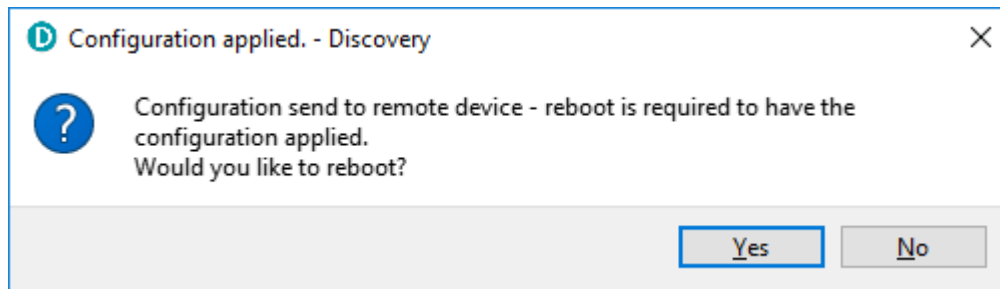 D Configuration applied. - Discovery
?
Configuration send to remote device - reboot is required to have the
configuration applied.
Would you like to reboot?
Yes
No